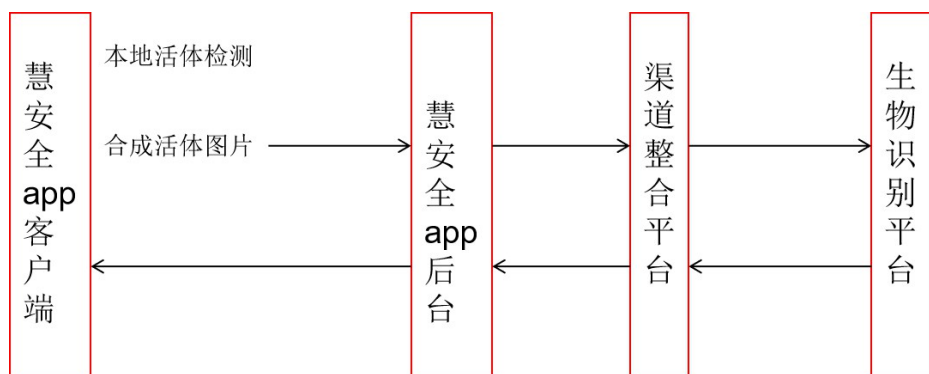 慧安全app客户端
本地活体检测
合成活体图片
慧安全app后台
渠道整合平台
生物识别平台